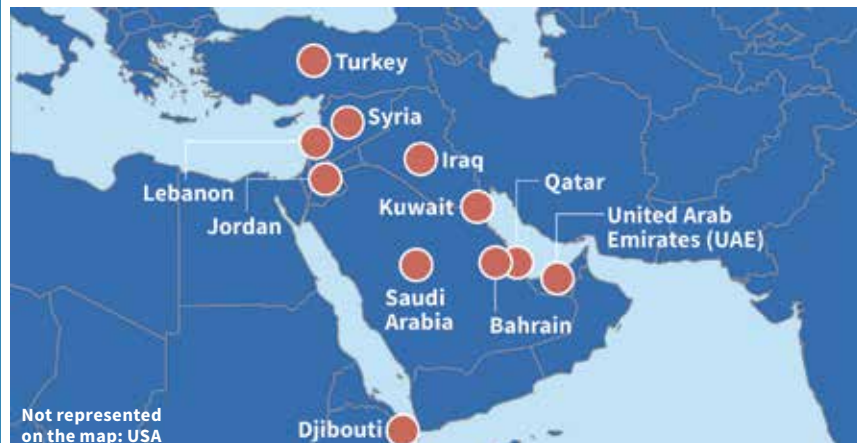 Turkey
Syria
Iraq
Lebanon
Qatar
Jordan
Kuwait
United Arab
Emirates (UAE)
Saudi
Arabia
Bahrain
Not represented
on the map: USA
Djibouti